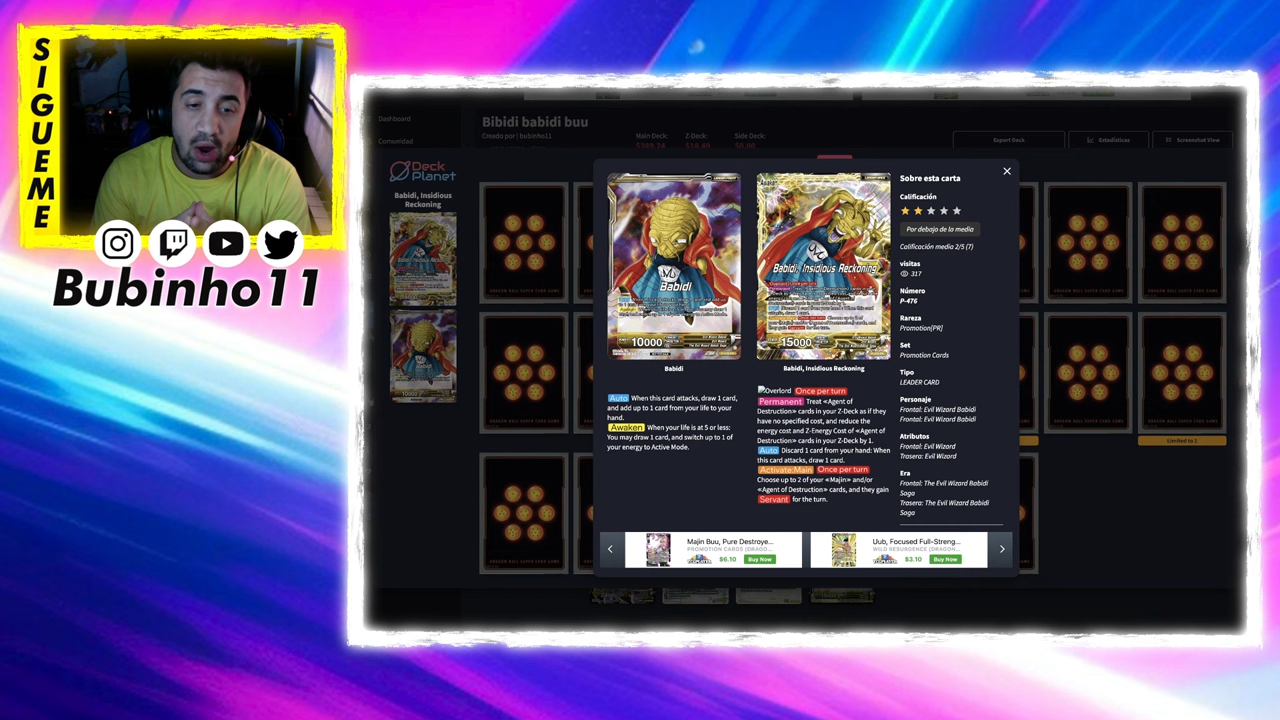 SIGUEME
Bubinho11
Dashboard
Comunidad
Deck Planet
Babidi, Insidious
Reckoning
Bibidi babidi buu
Creado por | bubinho11
Main Deck:
Z-Deck:
Side Deck:
Export Deck
Estadísticas
Screenshot View
Babidi
10000
Babidi, Insidious Reckoning
15000
Babidi
Auto When this card attacks, draw 1 card,
and add up to 1 card from your life to your
hand.
Awaken When your life is at 5 or less:
You may draw 1 card, and switch up to 1 of
your energy to Active Mode.
Babidi, Insidious Reckoning
Overlord Once per turn
Permanent Treat «Agent of
Destruction» cards in your Z-Deck as if they
have no specified cost, and reduce the
energy cost and Z-Energy Cost of «Agent of
Destruction» cards in your Z-Deck by 1.
Auto Discard 1 card from your hand: When
this card attacks, draw 1 card.
Activate:Main Once per turn
Choose up to 2 of your «Majin» and/or
«Agent of Destruction» cards, and they gain
Servant for the turn.
Sobre esta carta
Calificación
Por debajo de la media
Calificación media 2/5 (7)
visitas
317
Número
P-476
Rareza
Promotion[PR]
Set
Promotion Cards
Tipo
LEADER CARD
Personaje
Frontal: Evil Wizard Babidi
Frontal: Evil Wizard Babidi
Atributos
Frontal: Evil Wizard
Trasera: Evil Wizard
Era
Frontal: The Evil Wizard Babidi
Saga
Trasera: The Evil Wizard Babidi
Saga
Majin Buu, Pure Destroye...
PROMOTION CARDS (DRAGO...
$6.10 Buy Now
Uub, Focused Full-Streng...
WILD RESURGENCE (DRAGON...
$3.10 Buy Now
Limited to 1